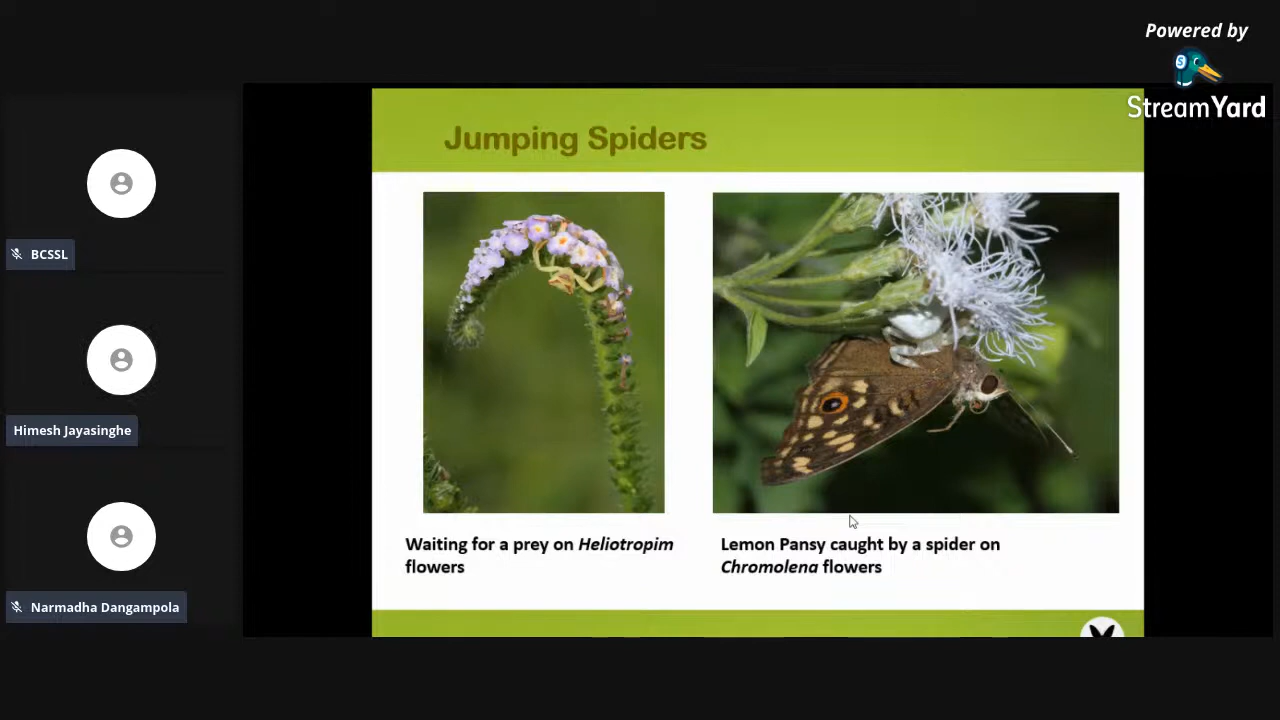 Powered by
StreamYard
Jumping Spiders
BCSSL
Himesh Jayasinghe
Narmadha Dangampola
Waiting for a prey on Heliotropim
flowers
Lemon Pansy caught by a spider on
Chromolena flowers